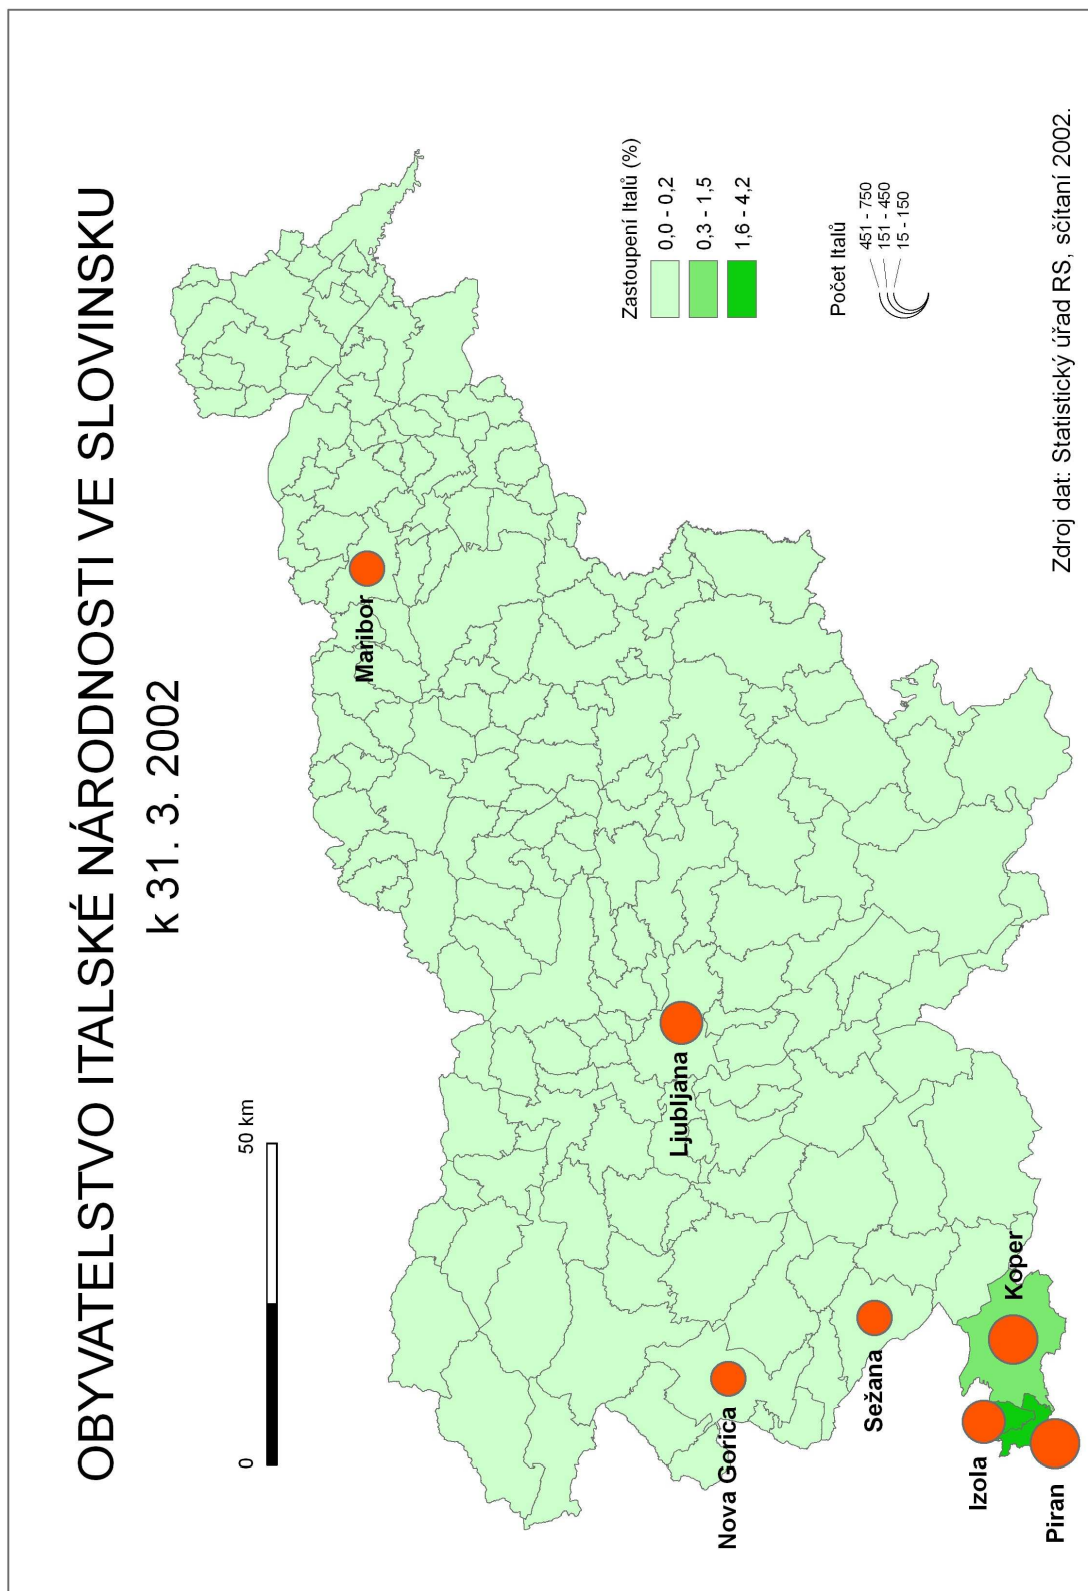 OBYVATELSTVO ITALSKÉ NÁRODNOSTI VE SLOVINSKU
k 31. 3. 2002
0
50 km
Maribor
Ljubljana
Nova Gorica
Sežana
Koper
Izola
Piran
Zastoupení Italů (%)
0,0 - 0,2
0,3 - 1,5
1,6 - 4,2
Počet Italů
451 - 750
151 - 450
15 - 150
Zdroj dat: Statistický úřad RS, sčítaní 2002.